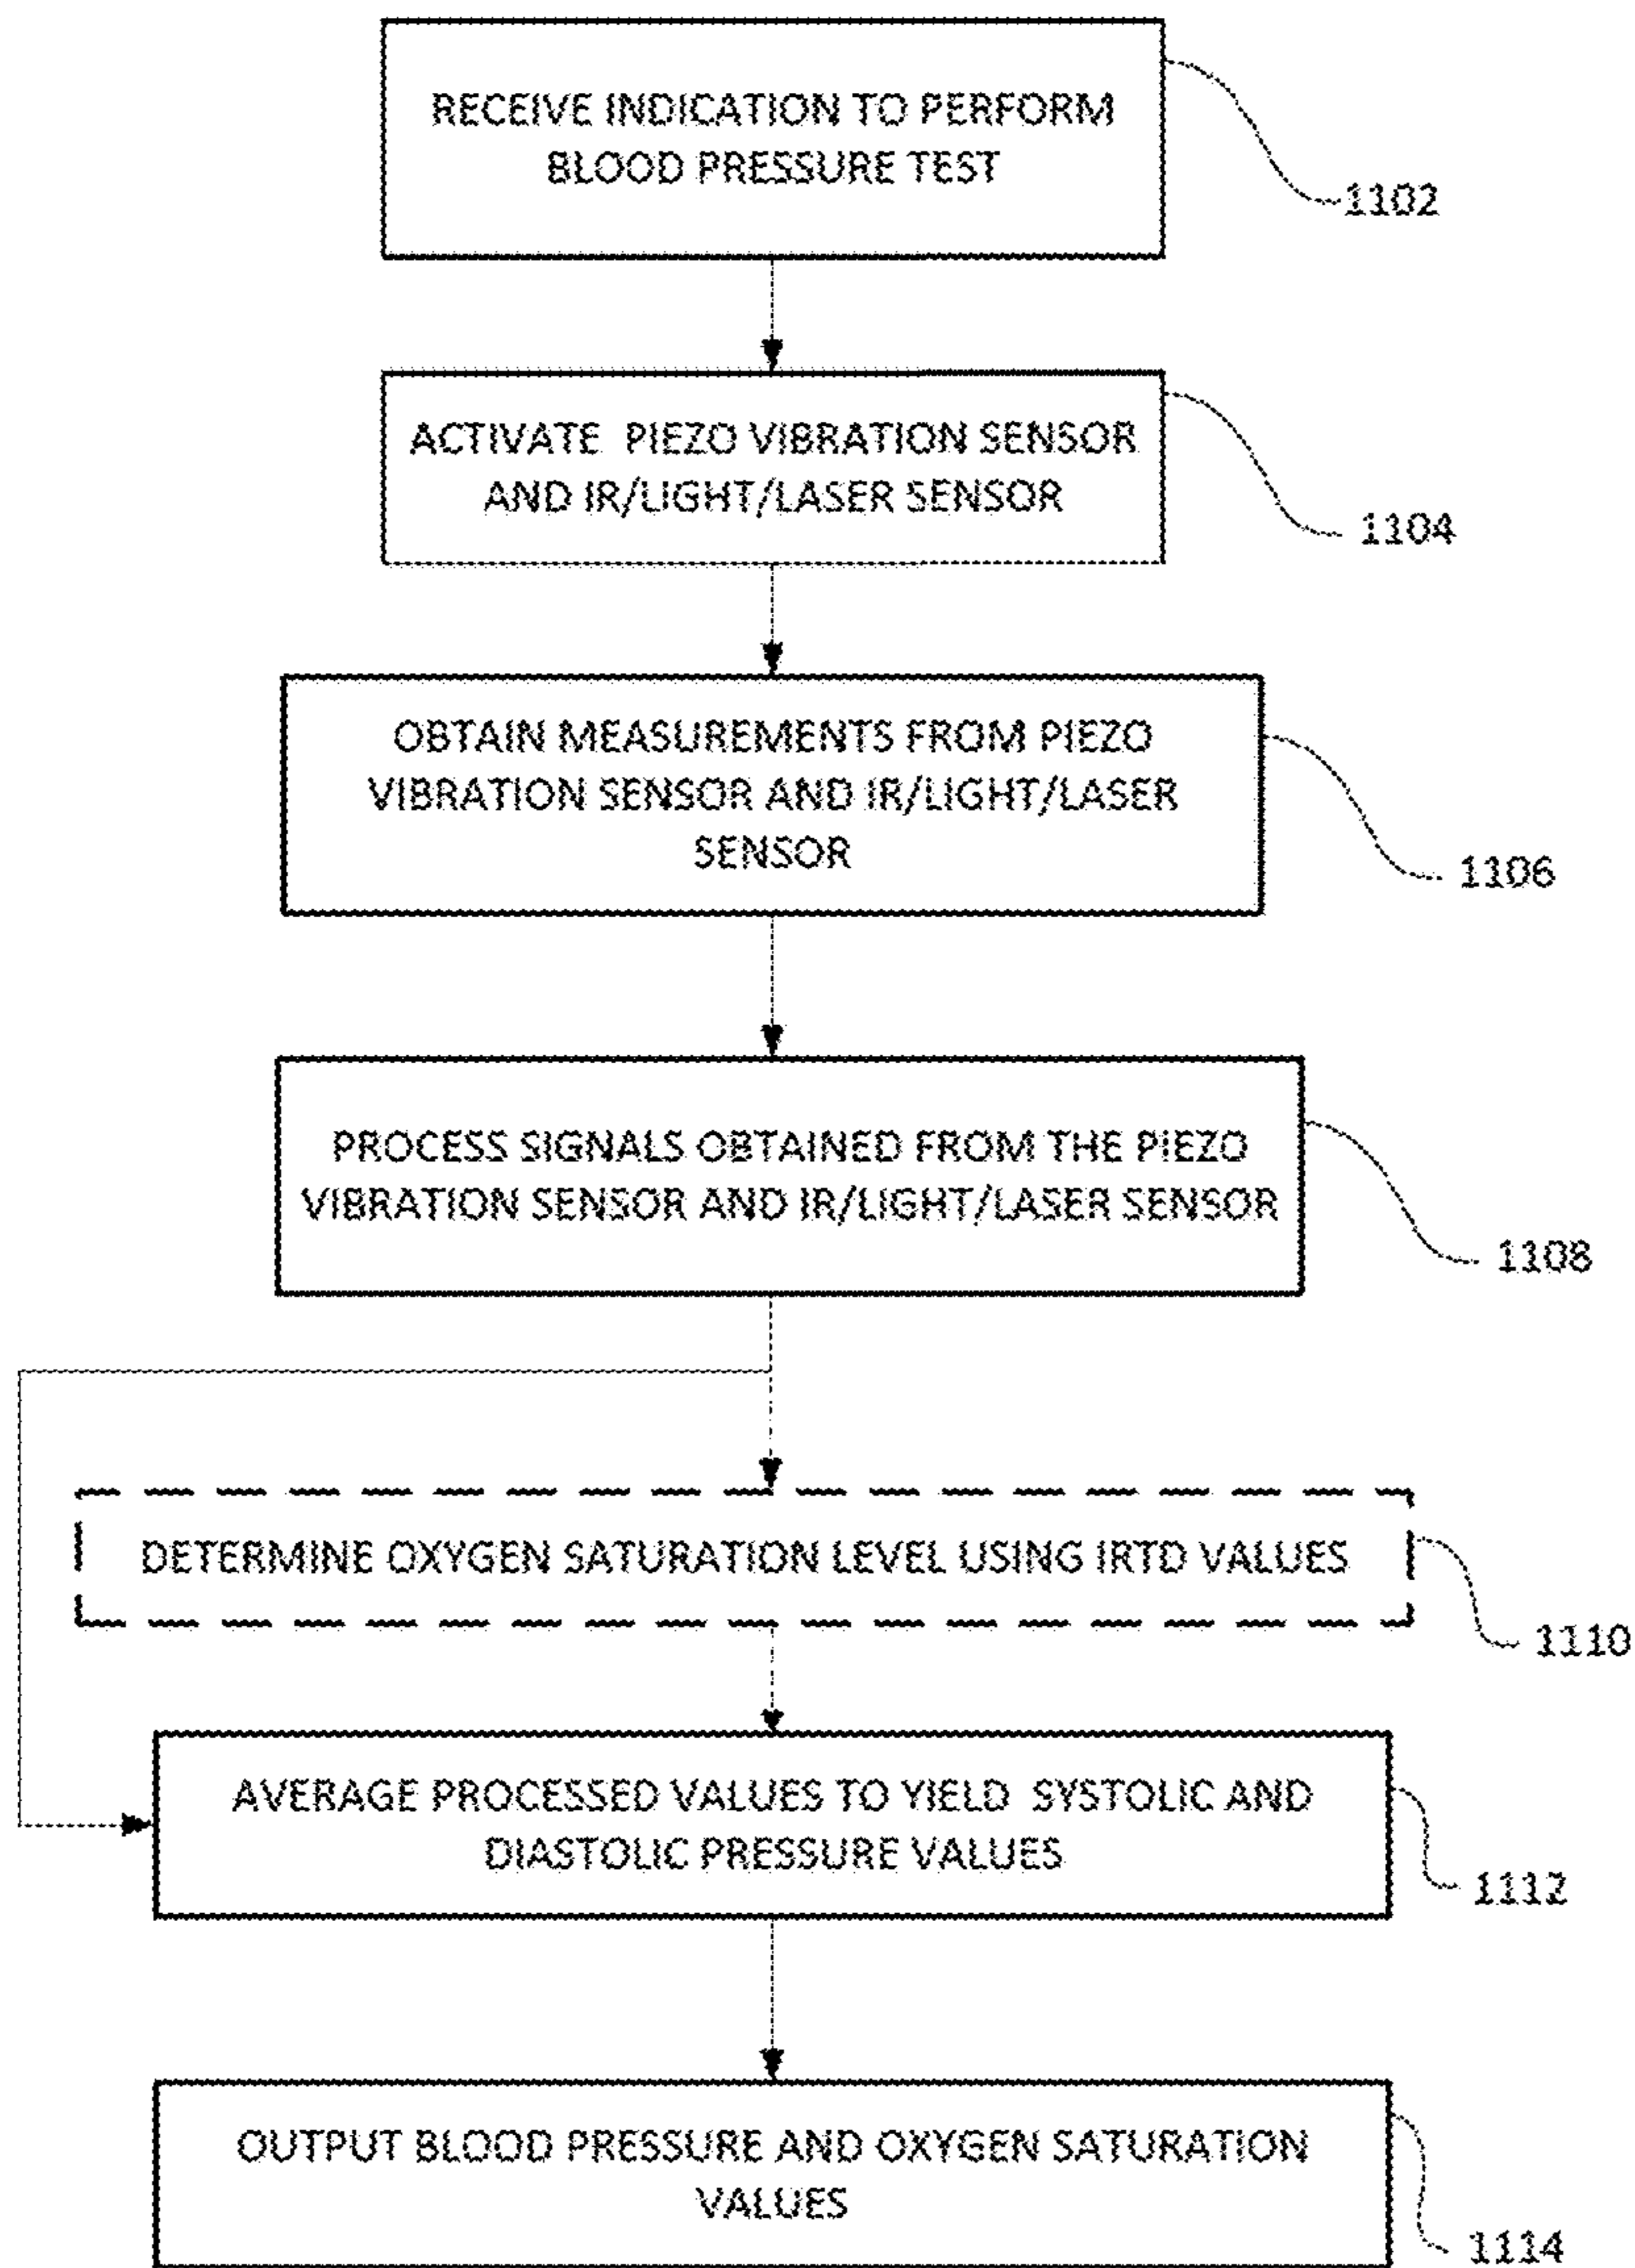 RECEIVE INDICATION TO PERFORM
BLOOD PRESSURE TEST
1102
ACTIVATE PIEZO VIBRATION SENSOR
AND IR/LIGHT/LASER SENSOR
1104
OBTAIN MEASUREMENTS FROM PIEZO
VIBRATION SENSOR AND IR/LIGHT/LASER
SENSOR
1106
PROCESS SIGNALS OBTAINED FROM THE PIEZO
VIBRATION SENSOR AND IR/LIGHT/LASER SENSOR
1108
DETERMINE OXYGEN SATURATION LEVEL USING IRTD VALUES
1110
AVERAGE PROCESSED VALUES TO YIELD SYSTOLIC AND
DIASTOLIC PRESSURE VALUES
1112
OUTPUT BLOOD PRESSURE AND OXYGEN SATURATION
VALUES
1114